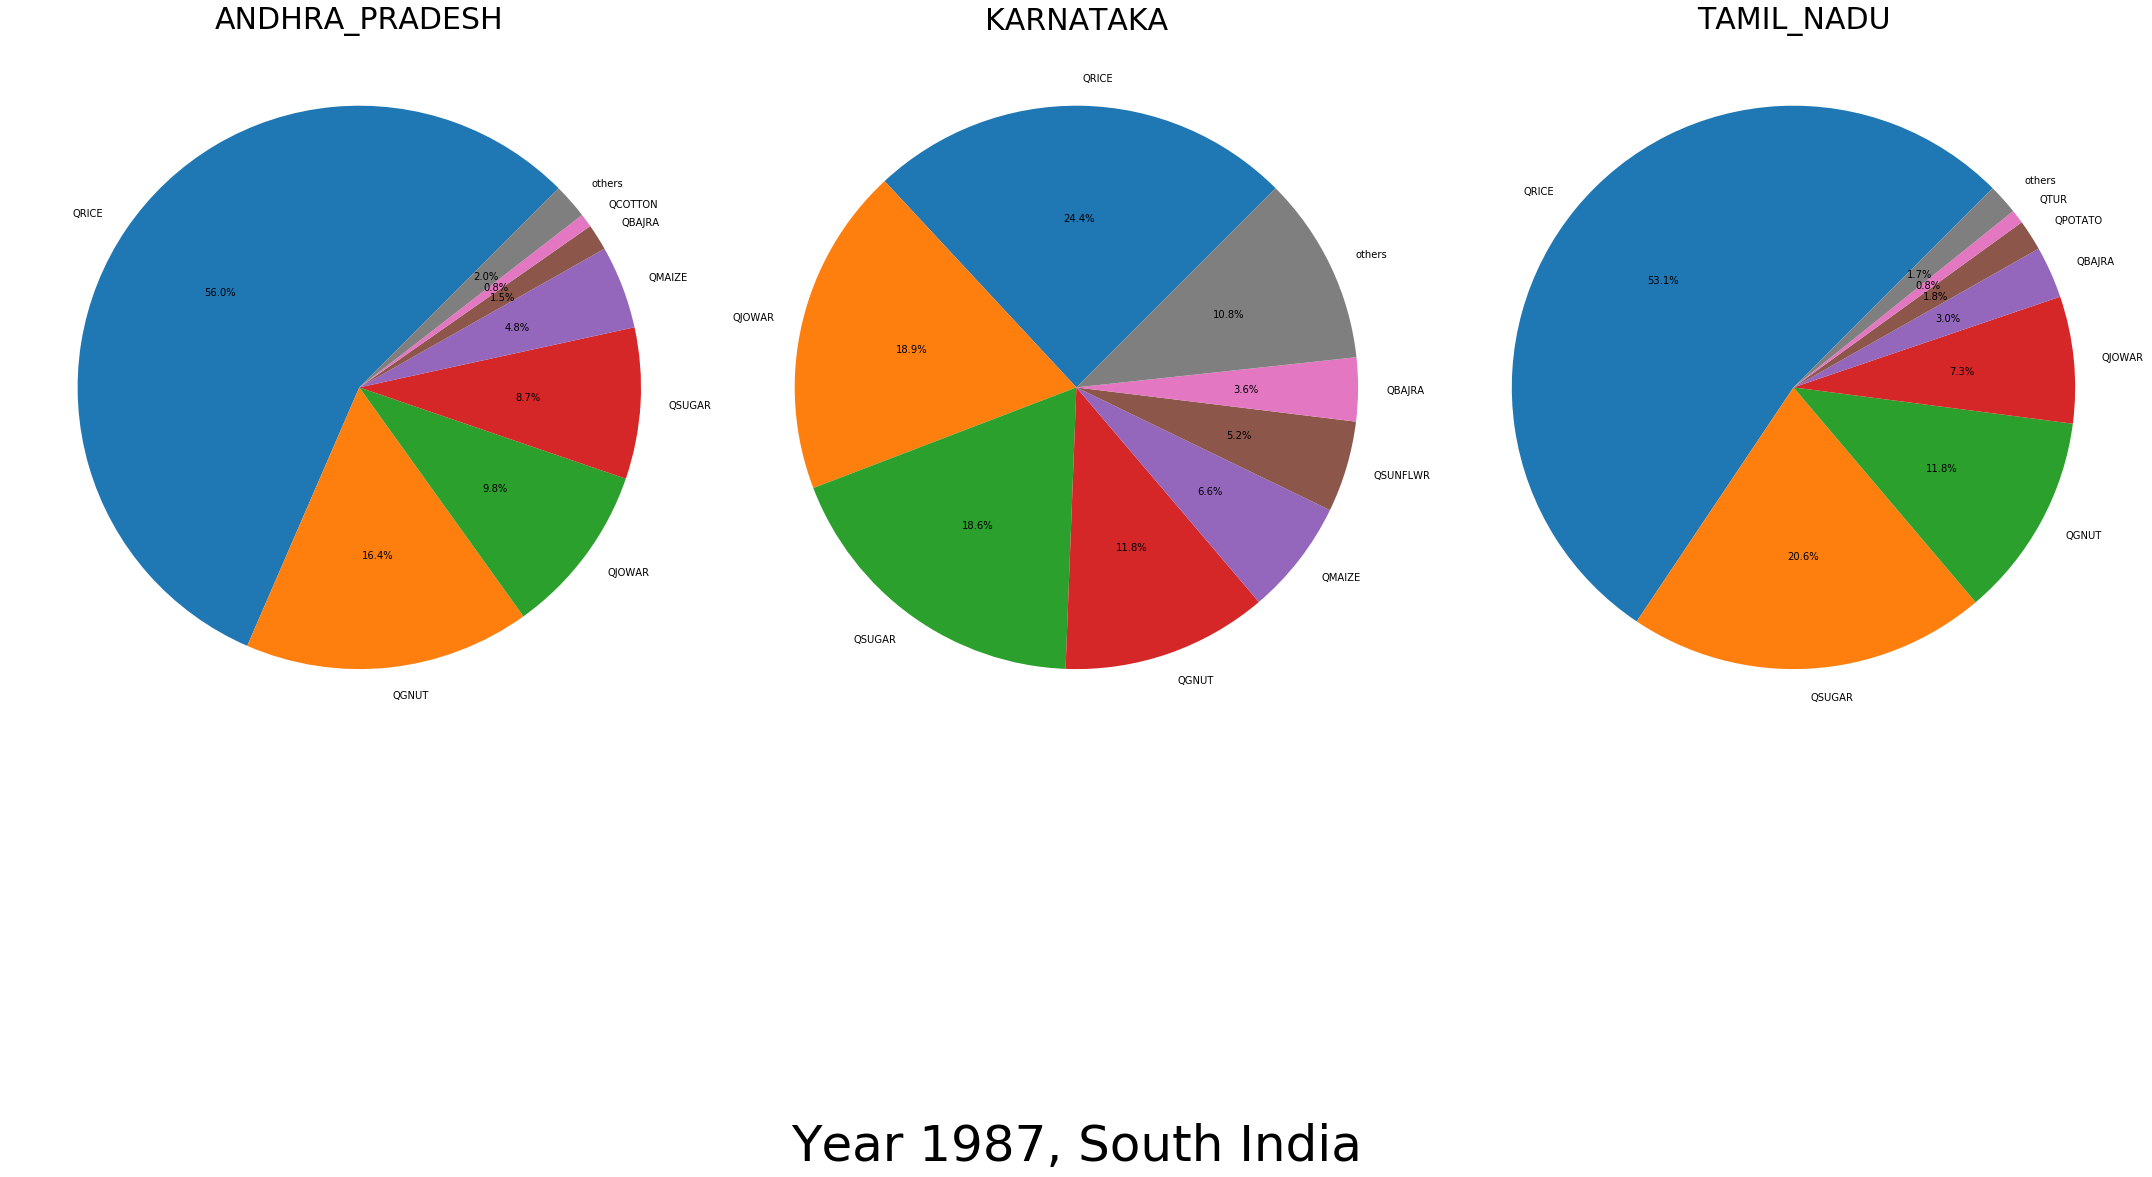 ANDHRA_PRADESH
QRICE
56.0%
QGNUT
16.4%
QJOWAR
9.8%
QSUGAR
8.7%
QMAIZE
4.8%
QBAJRA
1.5%
QCOTTON
0.8%
others
2.0%
KARNATAKA
QRICE
24.4%
QJOWAR
18.9%
QSUGAR
18.6%
QGNUT
11.8%
QMAIZE
6.6%
QSUNFLWR
5.2%
QBAJRA
3.6%
others
10.8%
TAMIL_NADU
QRICE
53.1%
QSUGAR
20.6%
QGNUT
11.8%
QJOWAR
7.3%
QBAJRA
3.0%
QPOTATO
1.8%
QTUR
0.8%
others
1.7%
Year 1987, South India